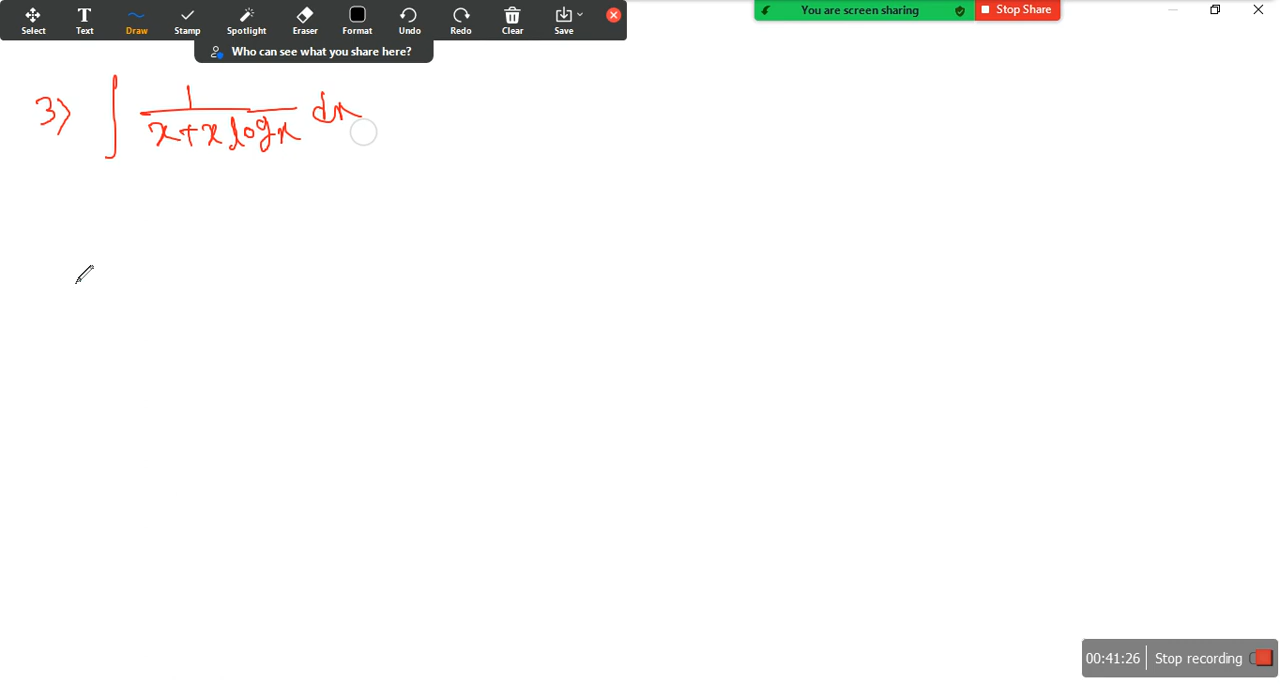 Select Text Draw Stamp Spotlight Eraser Format Undo Redo Clear Save
You are screen sharing Stop Share
Who can see what you share here?
3) ∫ 1/(x+x logx) dx
00:41:26 Stop recording